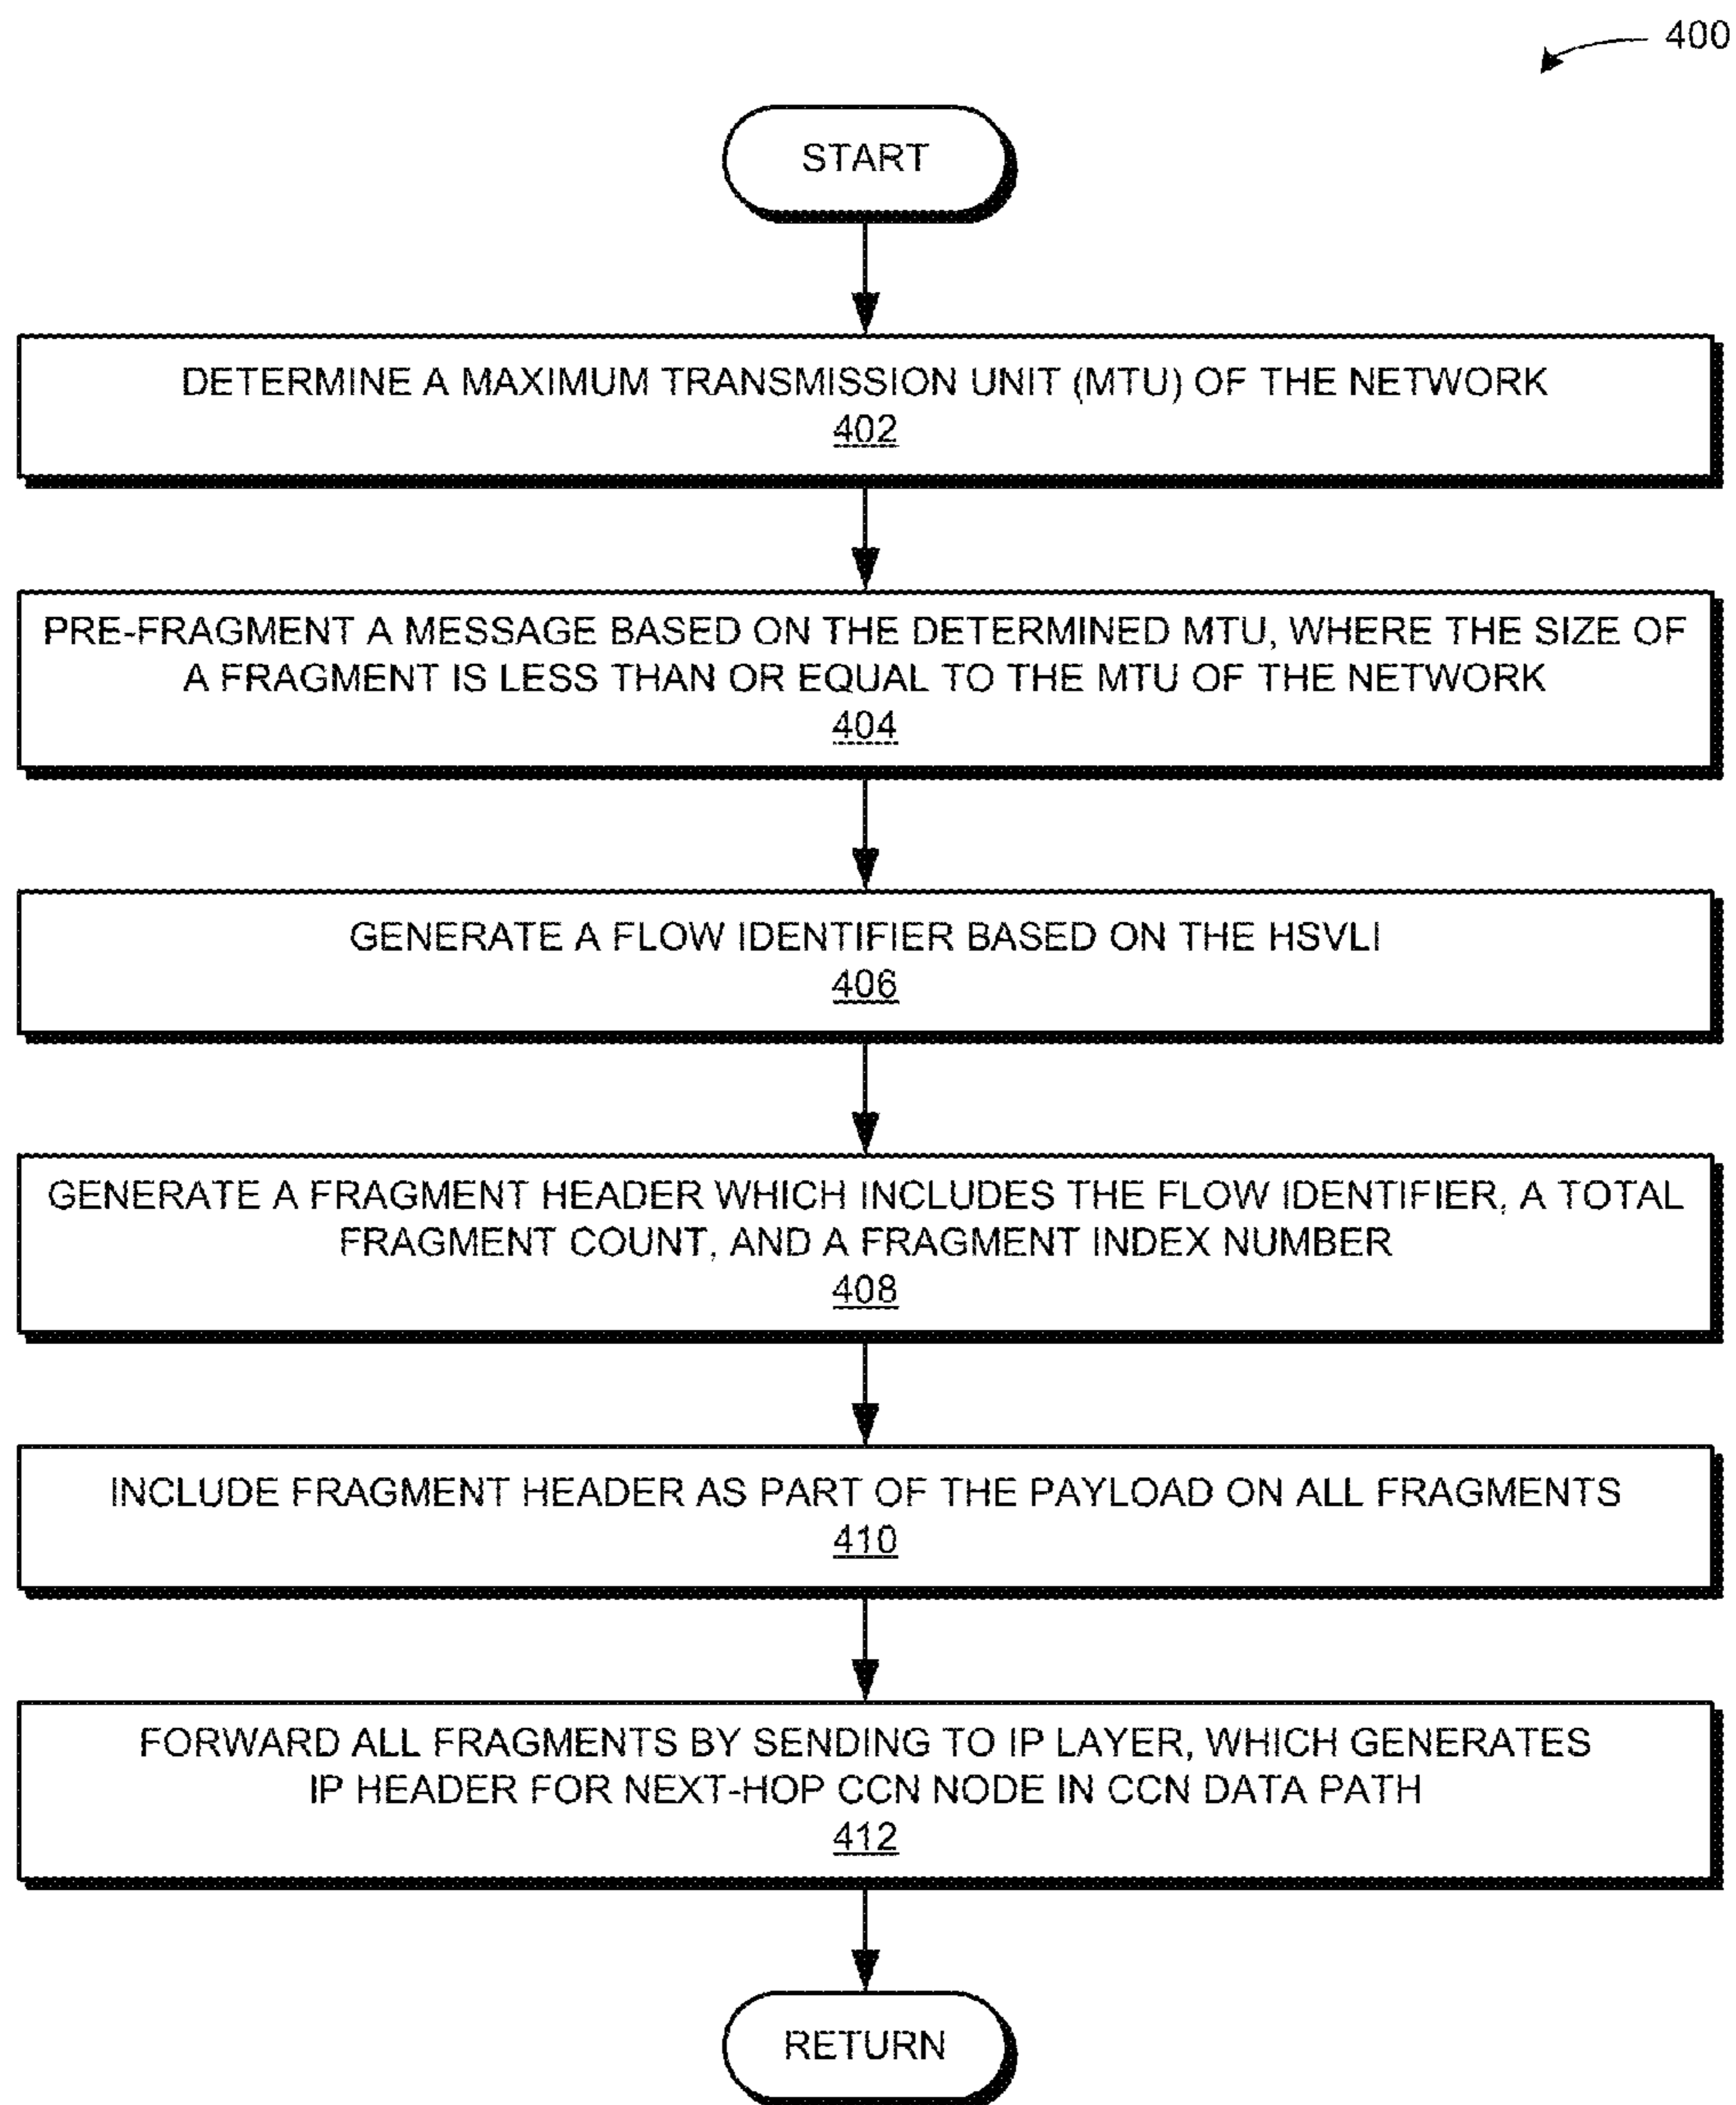 400
START
DETERMINE A MAXIMUM TRANSMISSION UNIT (MTU) OF THE NETWORK
402
PRE-FRAGMENT A MESSAGE BASED ON THE DETERMINED MTU, WHERE THE SIZE OF
A FRAGMENT IS LESS THAN OR EQUAL TO THE MTU OF THE NETWORK
404
GENERATE A FLOW IDENTIFIER BASED ON THE HSVLI
406
GENERATE A FRAGMENT HEADER WHICH INCLUDES THE FLOW IDENTIFIER, A TOTAL
FRAGMENT COUNT, AND A FRAGMENT INDEX NUMBER
408
INCLUDE FRAGMENT HEADER AS PART OF THE PAYLOAD ON ALL FRAGMENTS
410
FORWARD ALL FRAGMENTS BY SENDING TO IP LAYER, WHICH GENERATES
IP HEADER FOR NEXT-HOP CCN NODE IN CCN DATA PATH
412
RETURN